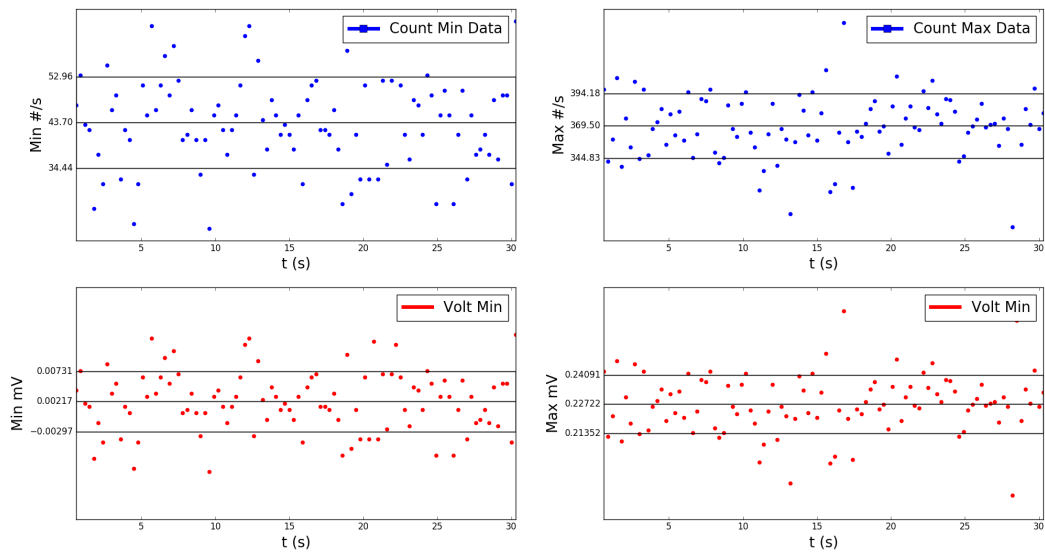 Count Min Data
Min #/s
52.96
43.70
34.44
5 10 15 20 25 30
t (s)
Count Max Data
Max #/s
394.18
369.50
344.83
5 10 15 20 25 30
t (s)
Volt Min
Min mV
0.00731
0.00217
−0.00297
5 10 15 20 25 30
t (s)
Volt Min
Max mV
0.24091
0.22722
0.21352
5 10 15 20 25 30
t (s)